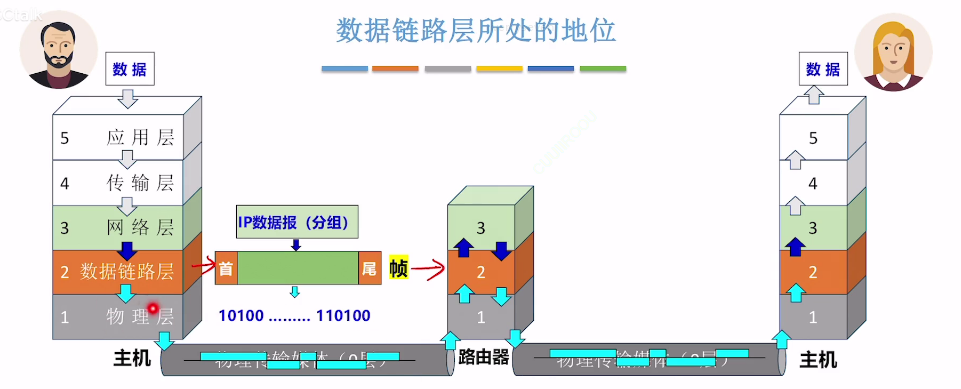 数据链路层所处的地位
数据
数据
5 应用层
4 传输层
3 网络层
2 数据链路层
1 物理层
IP数据报（分组）
首
尾
帧
10100 ......... 110100
3
2
1
5
4
3
2
1
主机
物理传输媒体（0层）
路由器
物理传输媒体（0层）
主机